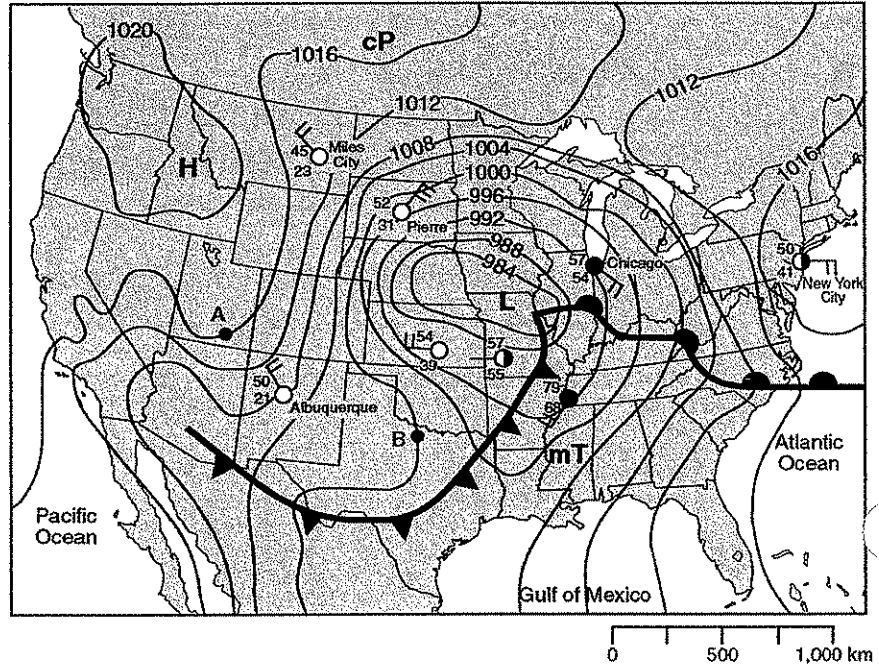 1020
cP
1016
1012
1012
1008
1004
1000
996
992
988
984
1016
45
23
Miles
City
H
52
31
Pierre
57
54
Chicago
50
41
New York
City
L
A
54
39
57
55
50
21
Albuquerque
79
68
B
mT
Atlantic
Ocean
Pacific
Ocean
Gulf of Mexico
0 500 1,000 km